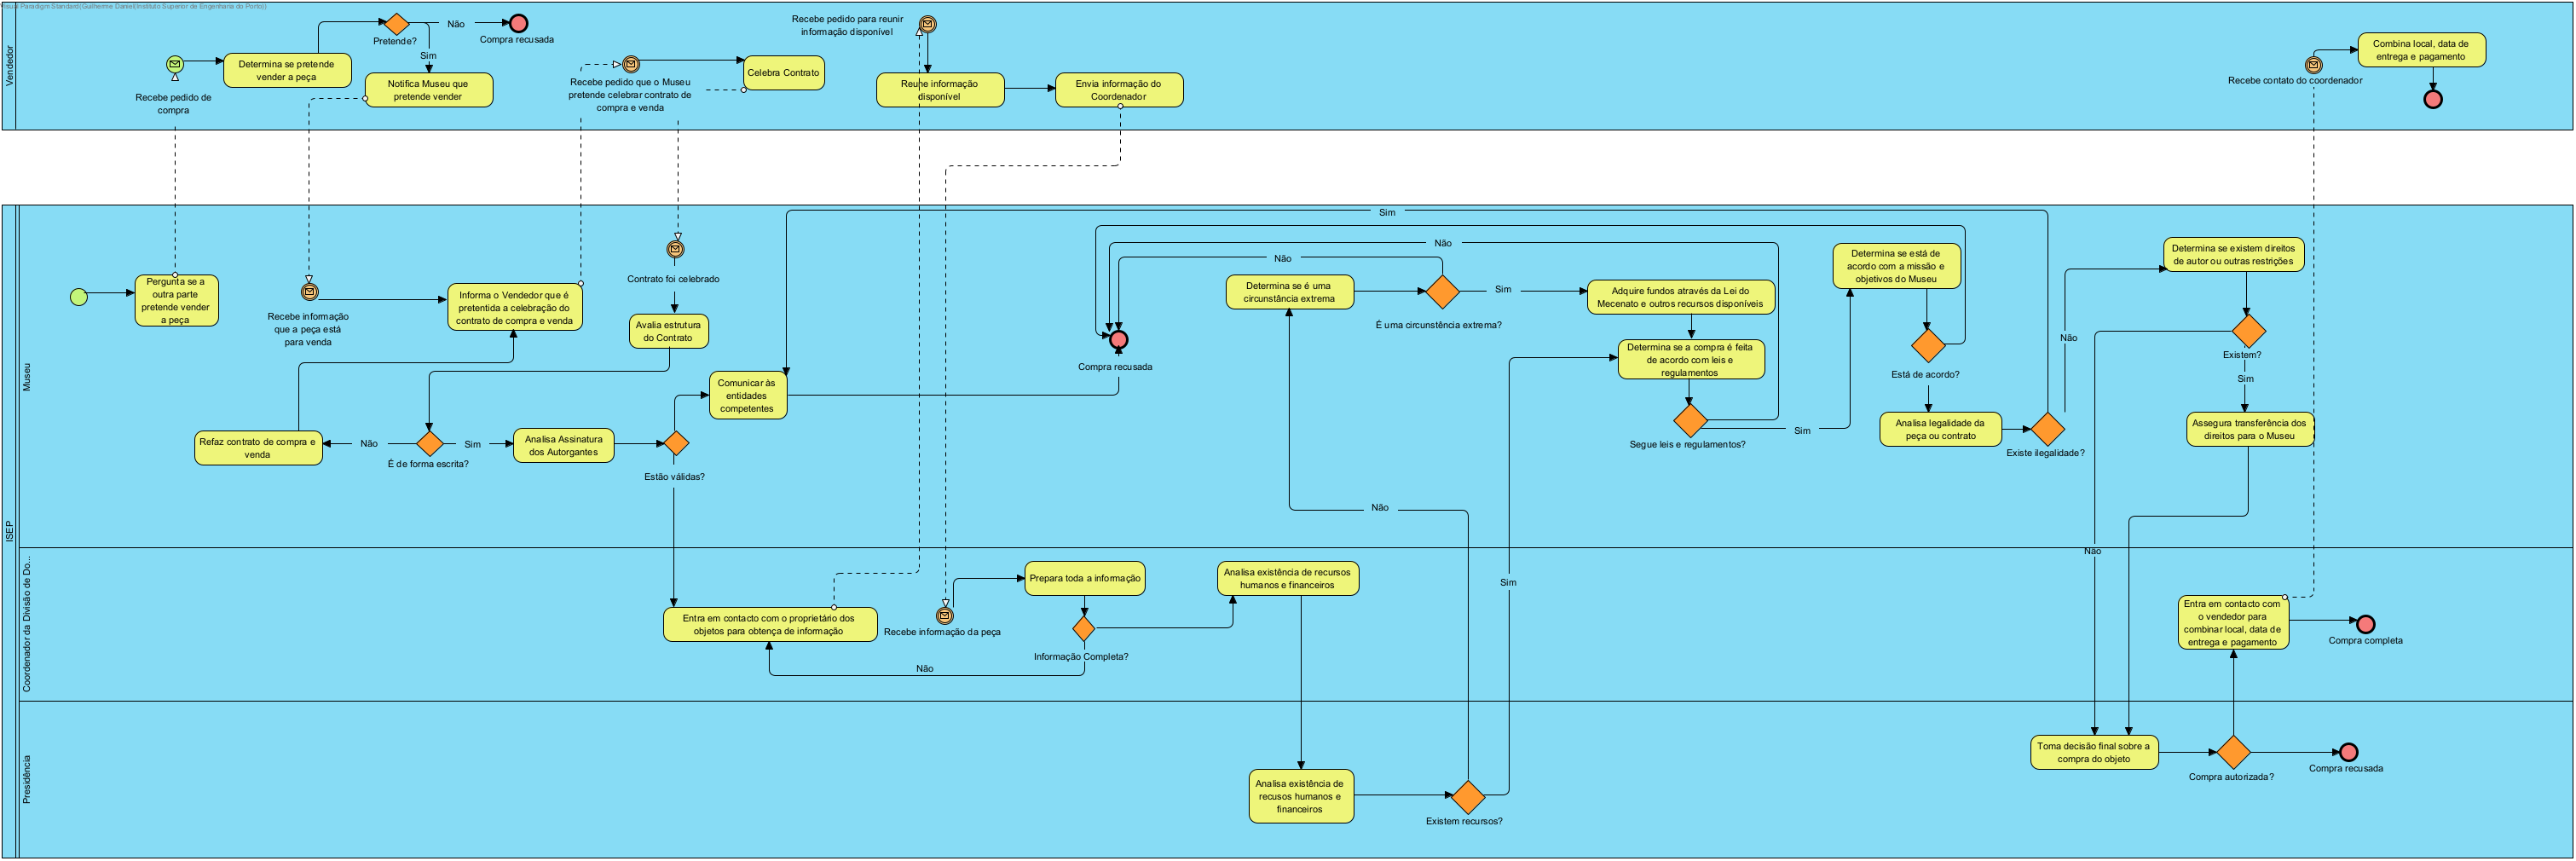 Visual Paradigm Standard(Guilherme Daniel(Instituto Superior de Engenharia do Porto))
Vendedor
Recebe pedido de
compra
Determina se pretende
vender a peça
Pretende?
Não
Compra recusada
Sim
Notifica Museu que
pretende vender
Recebe pedido que o Museu
pretende celebrar contrato de
compra e venda
Celebra Contrato
Recebe pedido para reunir
informação disponível
Reune informação
disponível
Envia informação do
Coordenador
Recebe contato do coordenador
Combina local, data de
entrega e pagamento
ISEP
Museu
Pergunta se a
outra parte
pretende vender
a peça
Recebe informação
que a peça está
para venda
Informa o Vendedor que é
pretentida a celebração do
contrato de compra e venda
Contrato foi celebrado
Avalia estrutura
do Contrato
Refaz contrato de compra e
venda
Não
É de forma escrita?
Sim
Analisa Assinatura
dos Autorgantes
Estão válidas?
Comunicar às
entidades
competentes
Compra recusada
Sim
Não
Não
Determina se é uma
circunstância extrema
É uma circunstância extrema?
Sim
Adquire fundos através da Lei do
Mecenato e outros recursos disponíveis
Determina se a compra é feita
de acordo com leis e
regulamentos
Segue leis e regulamentos?
Sim
Determina se está de
acordo com a missão e
objetivos do Museu
Está de acordo?
Analisa legalidade da
peça ou contrato
Existe ilegalidade?
Não
Determina se existem direitos
de autor ou outras restrições
Existem?
Sim
Assegura transferência dos
direitos para o Museu
Não
Não
Sim
Coordenador da Divisão de Do...
Entra em contacto com o proprietário dos
objetos para obtença de informação
Recebe informação da peça
Prepara toda a informação
Informação Completa?
Não
Analisa existência de recursos
humanos e financeiros
Entra em contacto com
o vendedor para
combinar local, data de
entrega e pagamento
Compra completa
Presidência
Analisa existência de
recusos humanos e
financeiros
Existem recursos?
Toma decisão final sobre a
compra do objeto
Compra autorizada?
Compra recusada